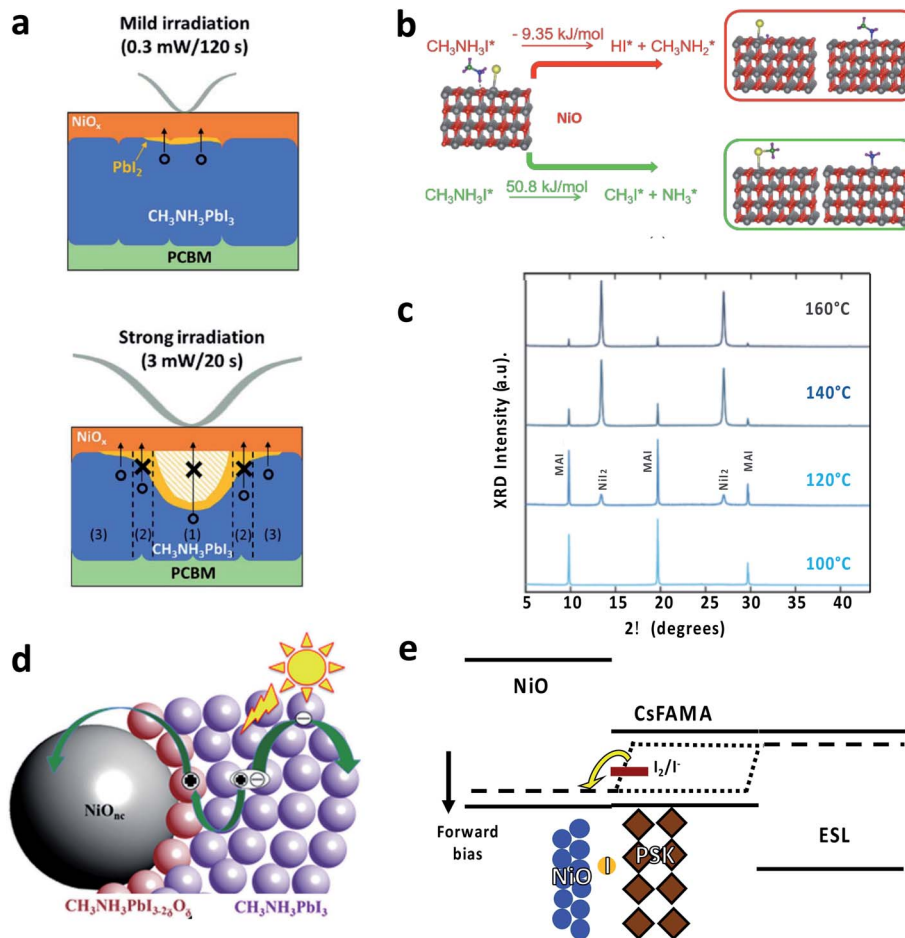 a
Mild irradiation
(0.3 mW/120 s)
NiOx
PbI2
CH3NH3PbI3
PCBM
Strong irradiation
(3 mW/20 s)
NiOx
(3) (2) (1) (2) (3)
CH3NH3PbI3
PCBM
b
CH3NH3I* - 9.35 kJ/mol HI* + CH3NH2*
NiO
CH3NH3I* 50.8 kJ/mol CH3I* + NH3*
c
XRD Intensity (a.u).
160°C
140°C
MAI NiI2 MAI NiI2 MAI
120°C
100°C
5 10 15 20 25 30 35 40
2! (degrees)
d
NiOnc
CH3NH3PbI3-2δOδ CH3NH3PbI3
e
NiO
CsFAMA
I2/I-
Forward
bias
NiO I PSK
ESL